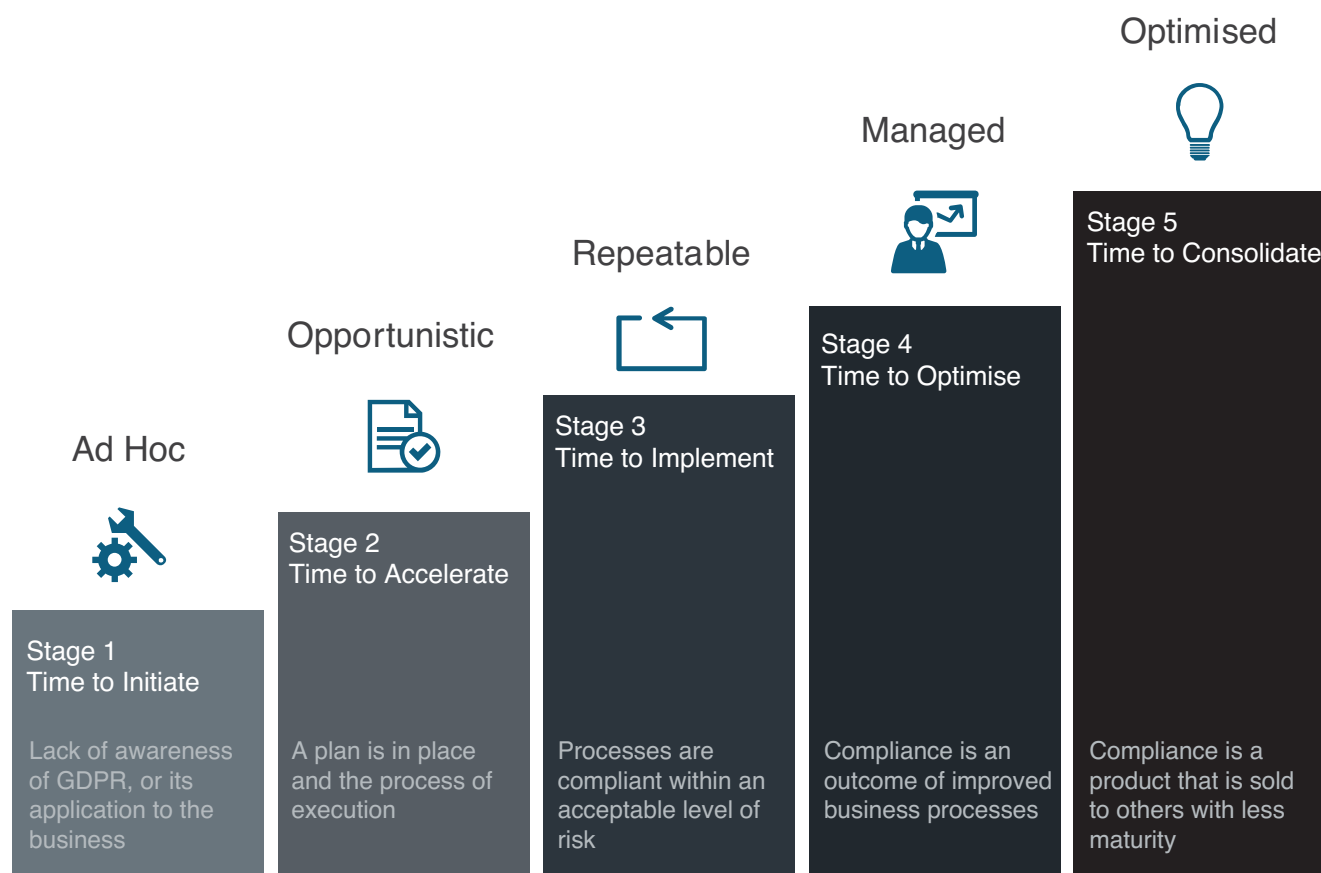 Ad Hoc
Stage 1
Time to Initiate
Lack of awareness
of GDPR, or its
application to the
business
Opportunistic
Stage 2
Time to Accelerate
A plan is in place
and the process of
execution
Repeatable
Stage 3
Time to Implement
Processes are
compliant within an
acceptable level of
risk
Managed
Stage 4
Time to Optimise
Compliance is an
outcome of improved
business processes
Optimised
Stage 5
Time to Consolidate
Compliance is a
product that is sold
to others with less
maturity